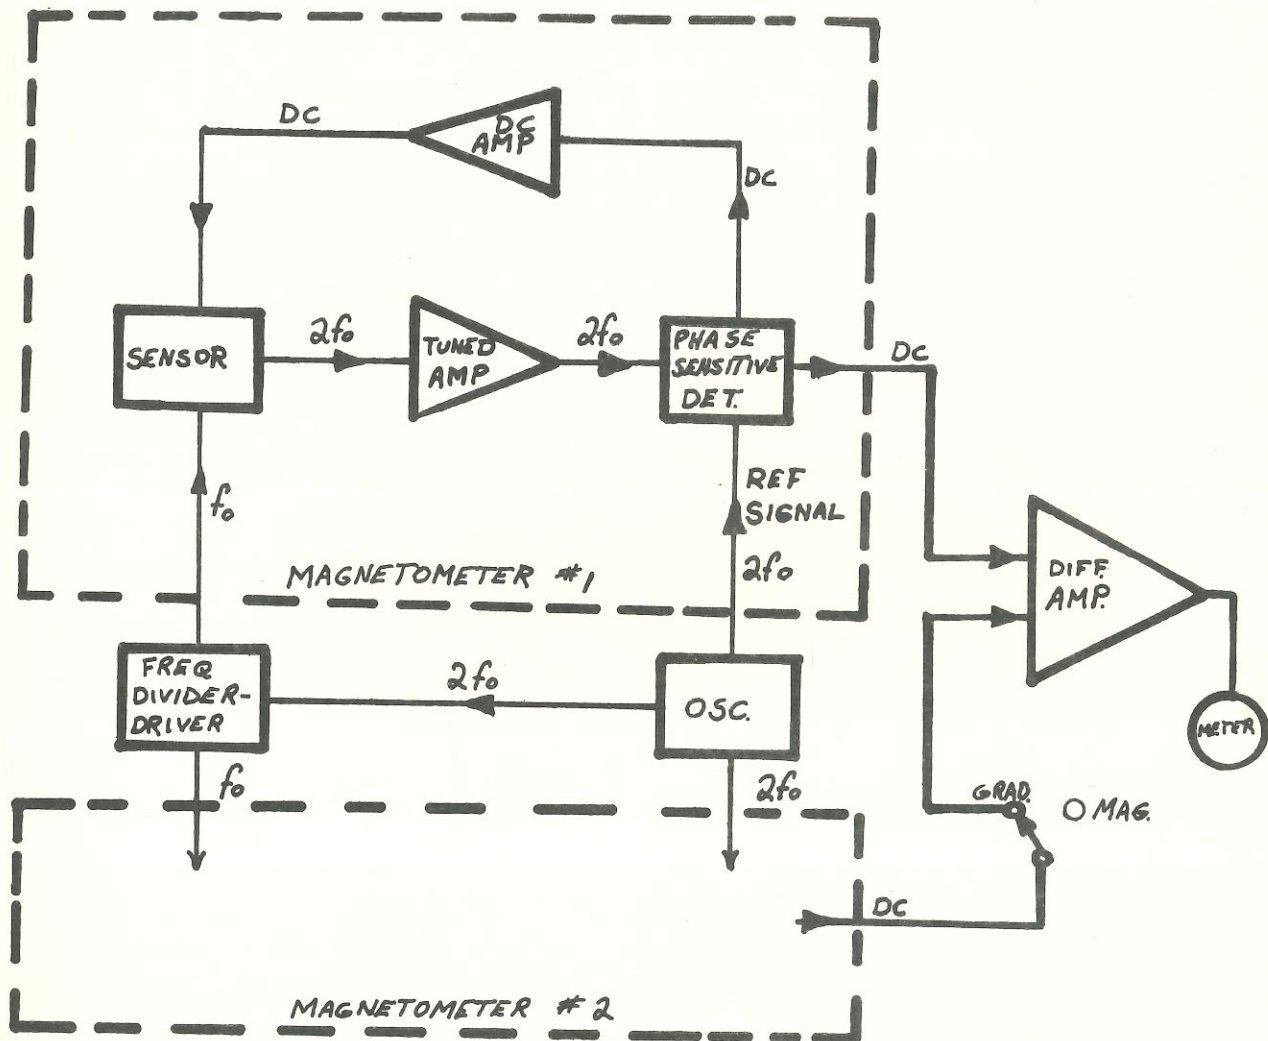 DC
DC
AMP
DC
SENSOR
2fo
TUNED
AMP
2fo
PHASE
SENSITIVE
DET.
DC
fo
REF
SIGNAL
2fo
MAGNETOMETER #1
DIFF.
AMP.
FREQ
DIVIDER-
DRIVER
2fo
OSC.
METER
fo
2fo
GRAD.
MAG.
DC
MAGNETOMETER #2